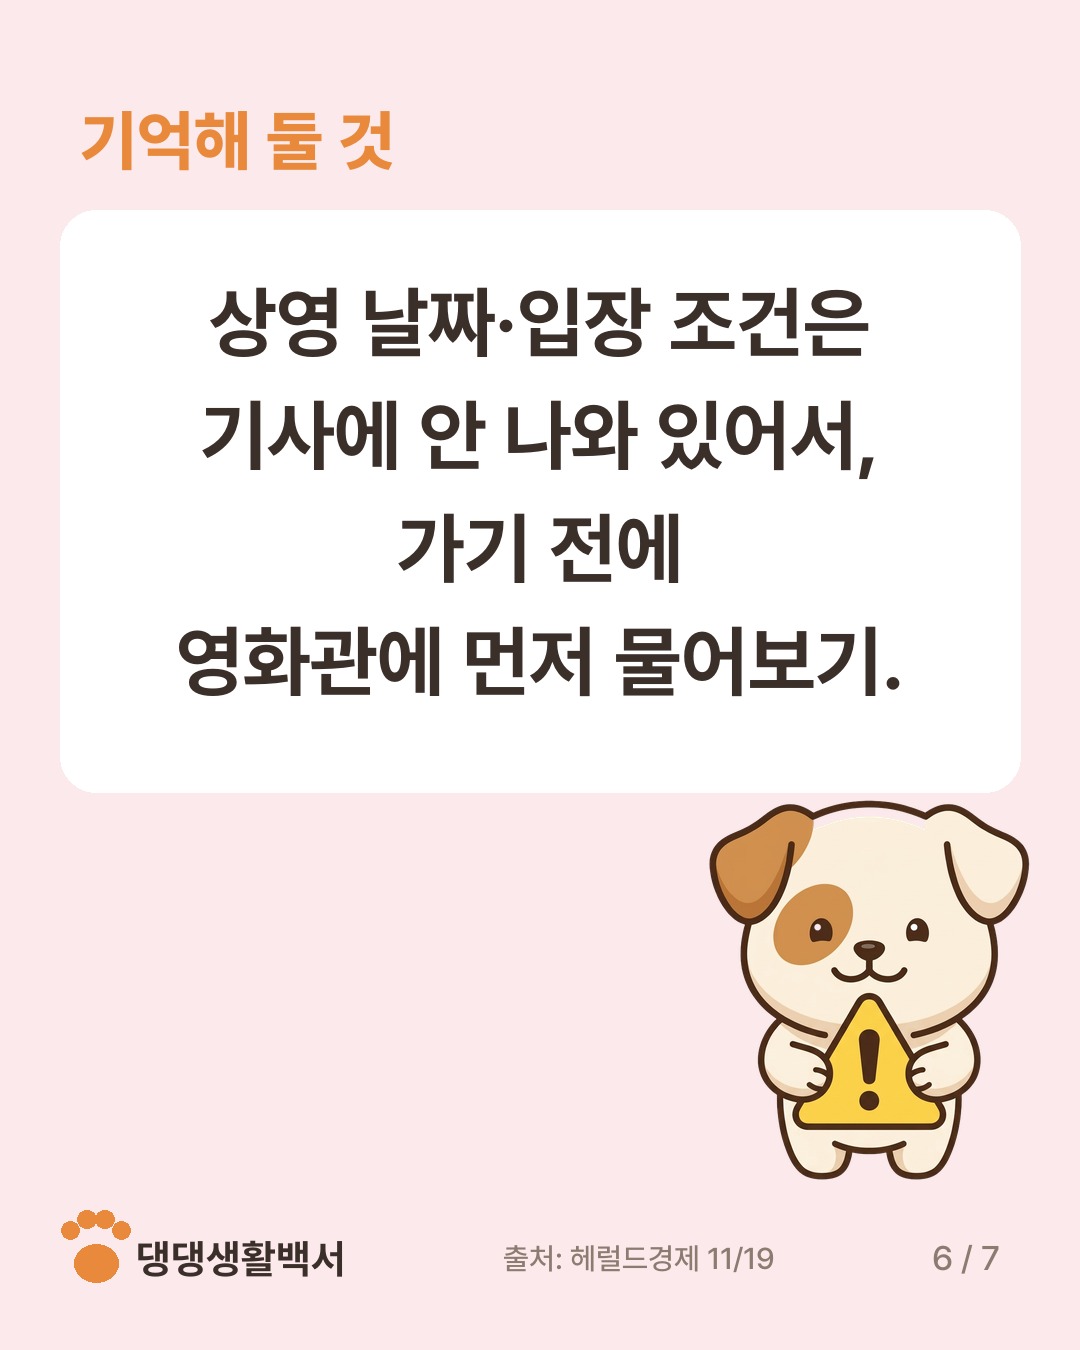 기억해 둘 것
상영 날짜·입장 조건은
기사에 안 나와 있어서,
가기 전에
영화관에 먼저 물어보기.
댕댕생활백서
출처: 헤럴드경제 11/19
6 / 7